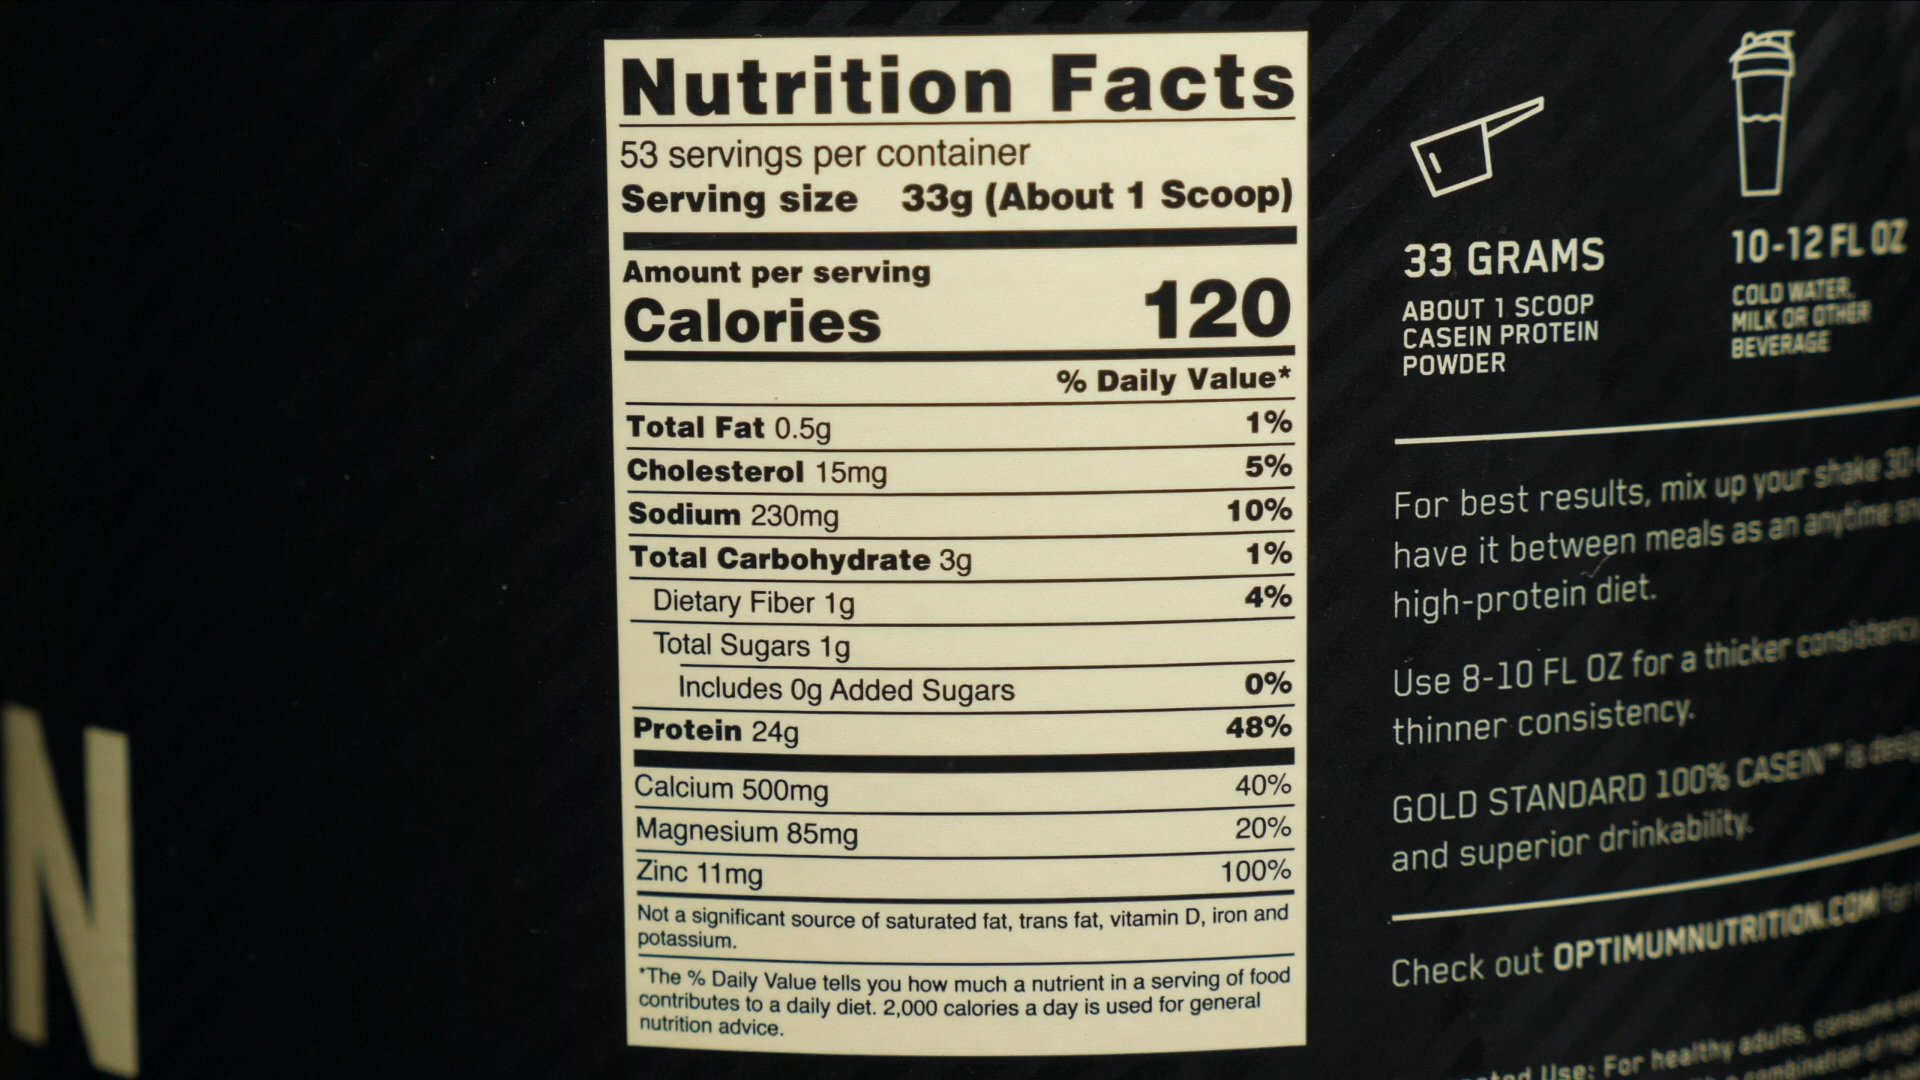 Nutrition Facts
53 servings per container
Serving size 33g (About 1 Scoop)
Amount per serving
Calories 120
% Daily Value*
Total Fat 0.5g 1%
Cholesterol 15mg 5%
Sodium 230mg 10%
Total Carbohydrate 3g 1%
Dietary Fiber 1g 4%
Total Sugars 1g
Includes 0g Added Sugars 0%
Protein 24g 48%
Calcium 500mg 40%
Magnesium 85mg 20%
Zinc 11mg 100%
Not a significant source of saturated fat, trans fat, vitamin D, iron and
potassium.
*The % Daily Value tells you how much a nutrient in a serving of food
contributes to a daily diet. 2,000 calories a day is used for general
nutrition advice.
N
33 GRAMS
ABOUT 1 SCOOP
CASEIN PROTEIN
POWDER
10-12 FL OZ
COLD WATER,
MILK OR OTHER
BEVERAGE
For best results, mix up your shake
have it between meals as an anytime
high-protein diet.
Use 8-10 FL OZ for a thicker consistency
thinner consistency.
GOLD STANDARD 100% CASEIN™ is
and superior drinkability.
Check out OPTIMUMNUTRITION.COM for
Use: For healthy adults, consume
combination of